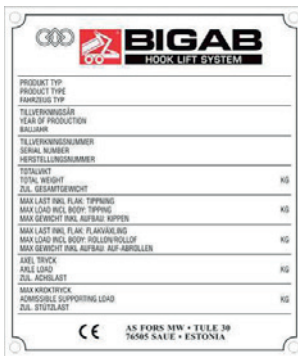 BIGAB
HOOK LIFT SYSTEM
PRODUKT TYP
PRODUCT TYPE
FAHRZEUG TYP
TILLVERKNINGSÅR
YEAR OF PRODUCTION
BAUJAHR
TILLVERKNINGSNUMMER
SERIAL NUMBER
HERSTELLUNGSNUMMER
TOTALVIKT
TOTAL WEIGHT KG
ZUL. GESAMTGEWICHT
MAX LAST INKL FLAK: TIPPNING
MAX LOAD INCL BODY: TIPPING KG
MAX GEWICHT INKL AUFBAU: KIPPEN
MAX LAST INKL FLAK: FLAKVÄXLING
MAX LOAD INCL BODY: ROLLON/ROLLOF KG
MAX GEWICHT INKL AUFBAU: AUF-ABROLLEN
AXEL TRYCK
AXLE LOAD KG
ZUL. ACHSLAST
MAX KROKTRYCK
ADMISSIBLE SUPPORTING LOAD KG
ZUL. STÜTZLAST
CE AS FORS MW • TULE 30
76505 SAUE • ESTONIA